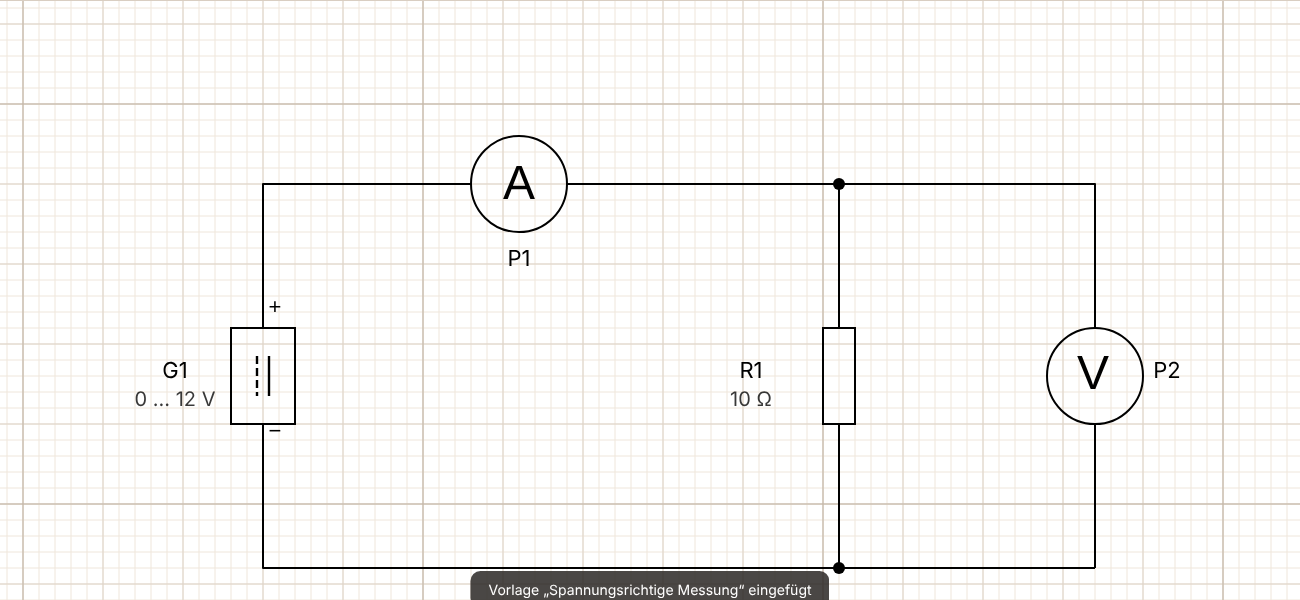 A
P1
+
G1
0 ... 12 V
−
R1
10 Ω
V
P2
Vorlage „Spannungsrichtige Messung“ eingefügt